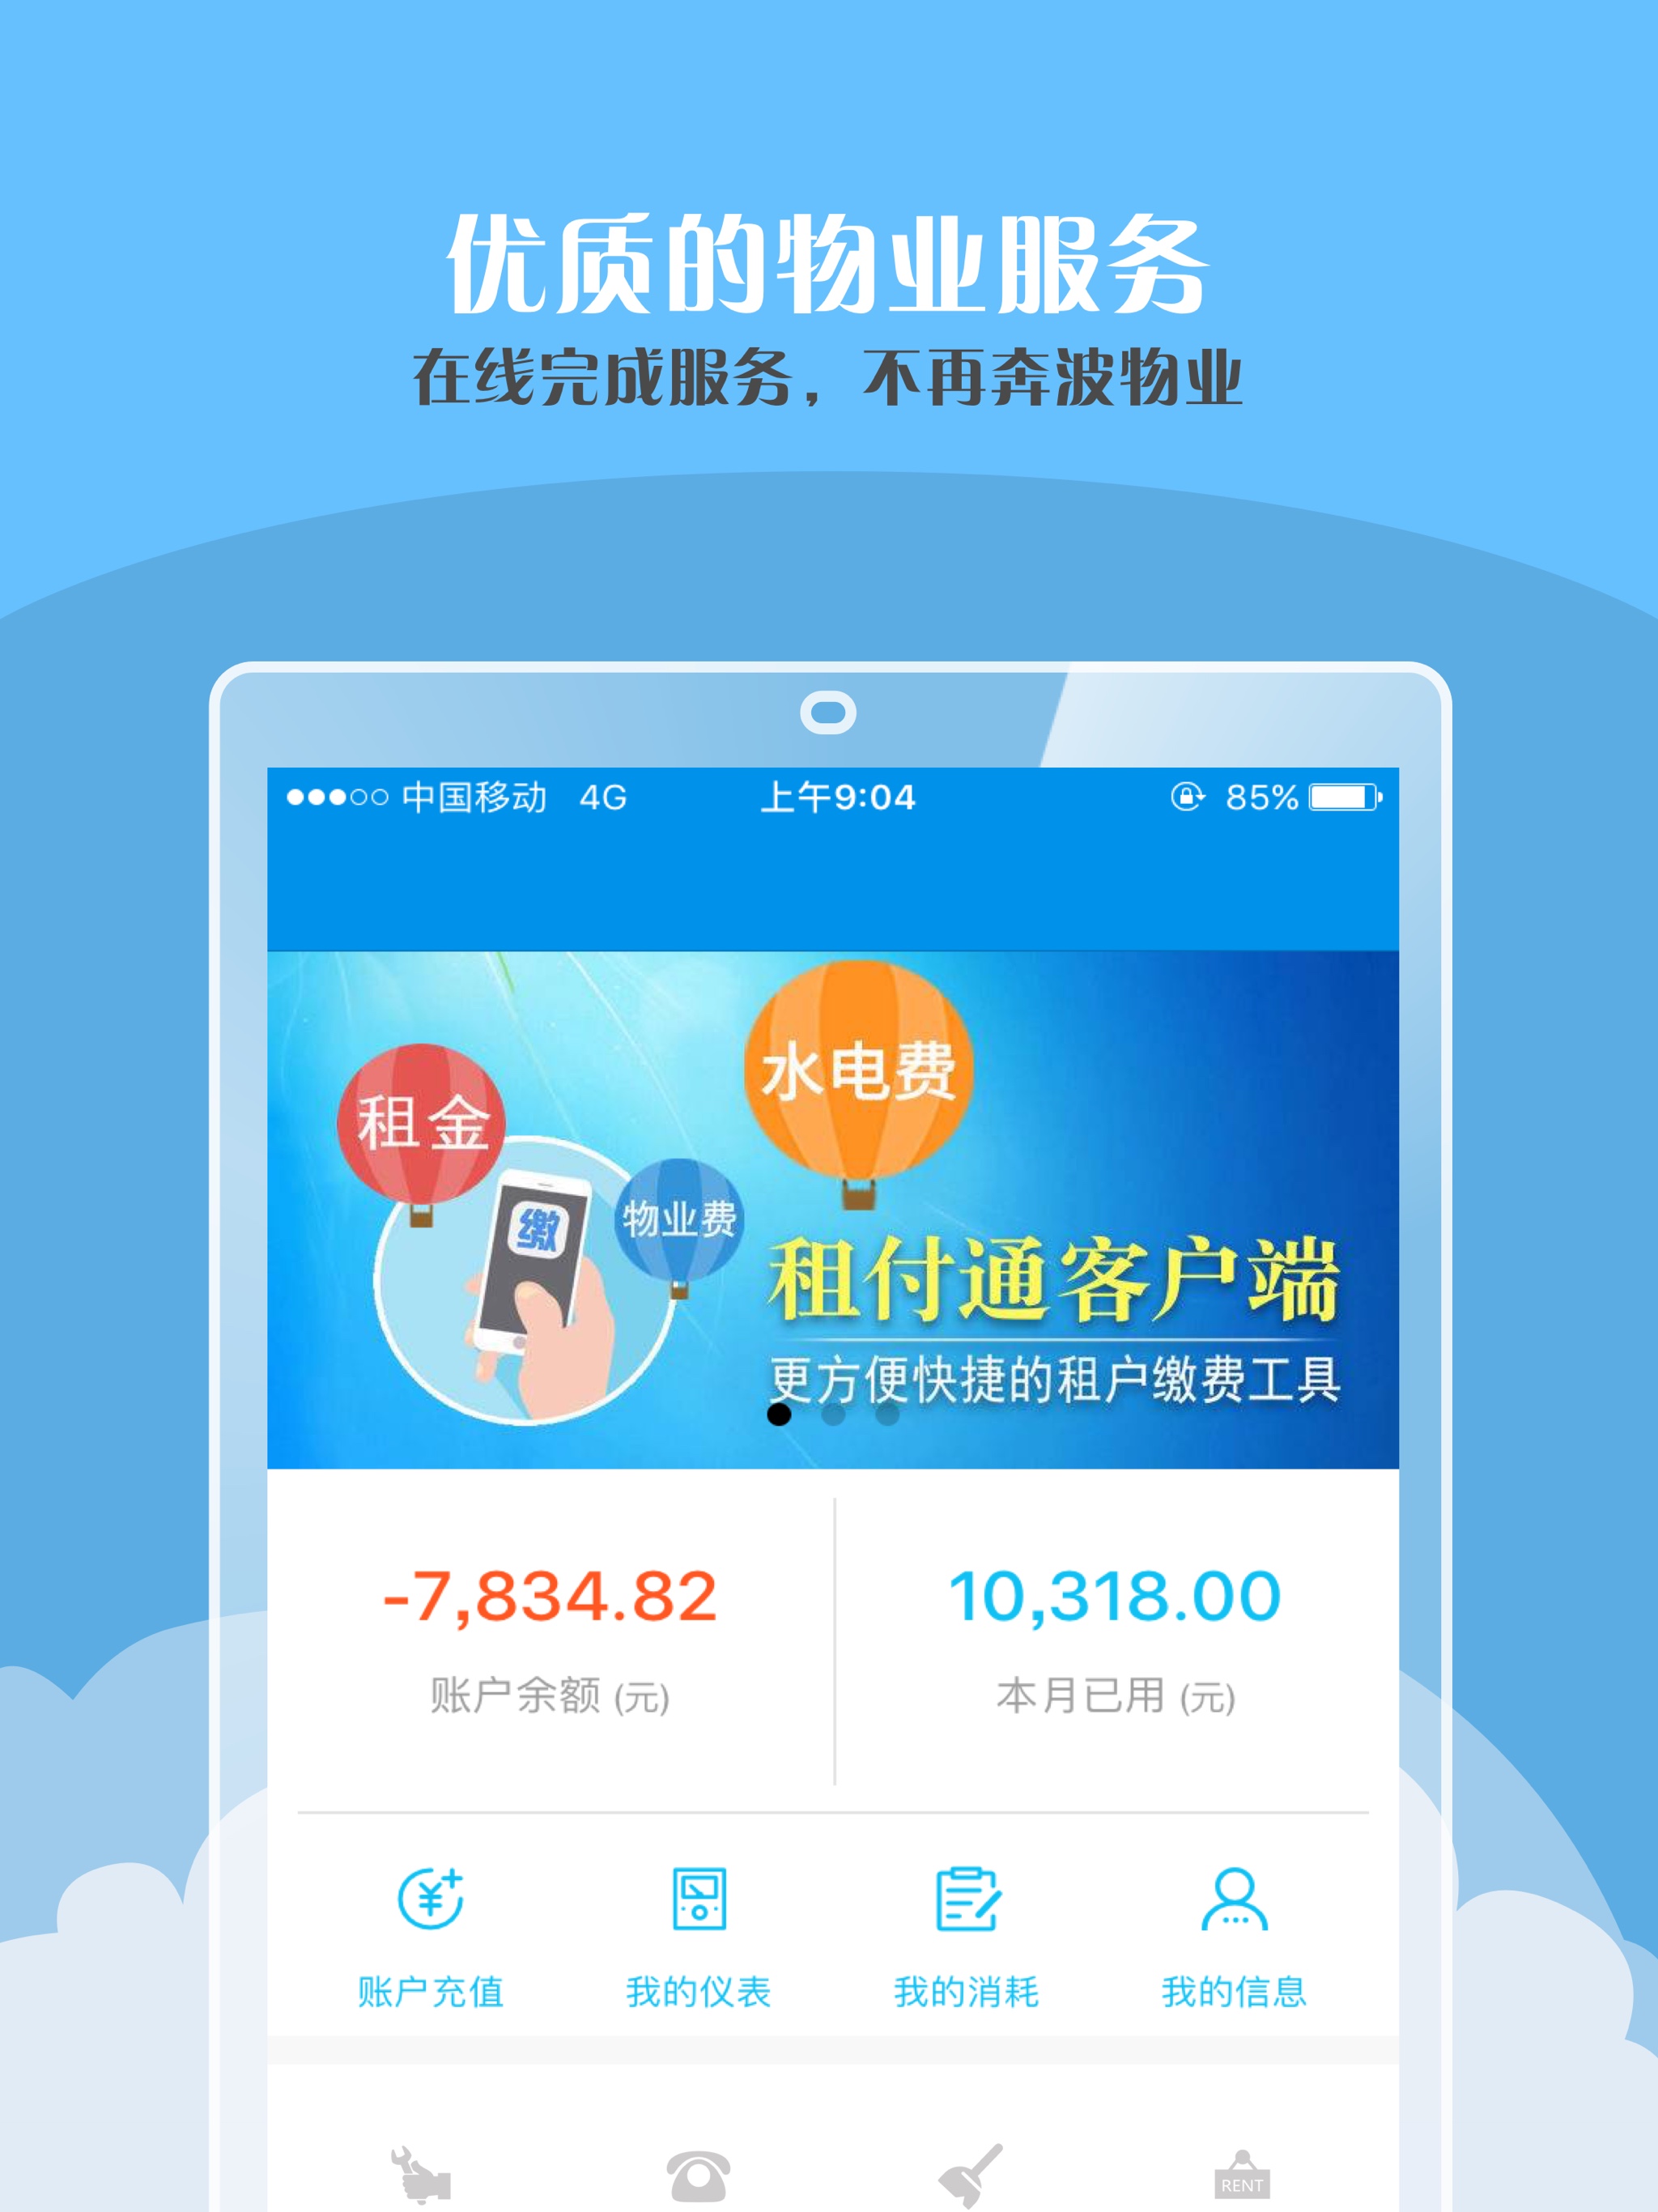 优质的物业服务
在线完成服务，不再奔波物业
中国移动 4G 上午9:04 85%
水电费
租金
物业费
缴
租付通客户端
更方便快捷的租户缴费工具
-7,834.82 10,318.00
账户余额 (元) 本月已用 (元)
账户充值 我的仪表 我的消耗 我的信息
RENT